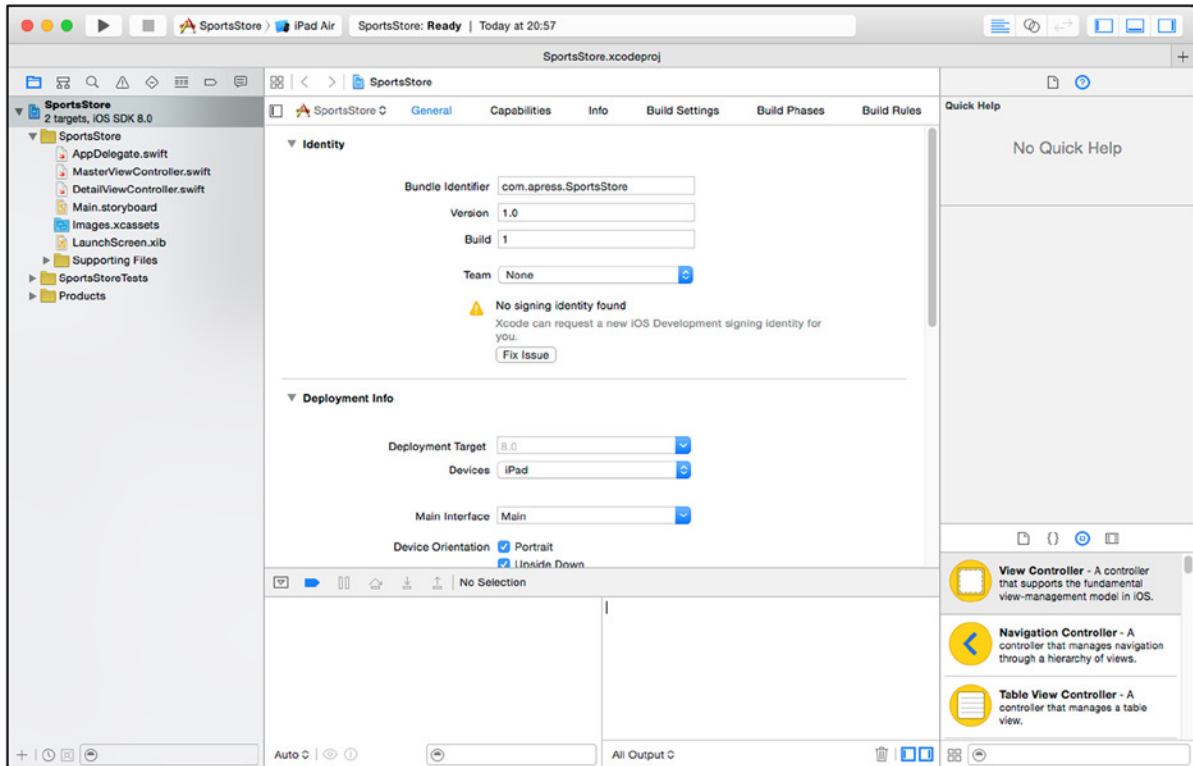 SportsStore › iPad Air
SportsStore: Ready | Today at 20:57
SportsStore.xcodeproj
SportsStore
2 targets, iOS SDK 8.0
SportsStore
AppDelegate.swift
MasterViewController.swift
DetailViewController.swift
Main.storyboard
Images.xcassets
LaunchScreen.xib
Supporting Files
SportsStoreTests
Products
SportsStore
SportsStore
General
Capabilities
Info
Build Settings
Build Phases
Build Rules
Identity
Bundle Identifier
com.apress.SportsStore
Version
1.0
Build
1
Team
None
No signing identity found
Xcode can request a new iOS Development signing identity for
you.
Fix Issue
Deployment Info
Deployment Target
8.0
Devices
iPad
Main Interface
Main
Device Orientation
Portrait
Upside Down
No Selection
Auto
All Output
Quick Help
No Quick Help
View Controller - A controller
that supports the fundamental
view-management model in iOS.
Navigation Controller - A
controller that manages navigation
through a hierarchy of views.
Table View Controller - A
controller that manages a table
view.